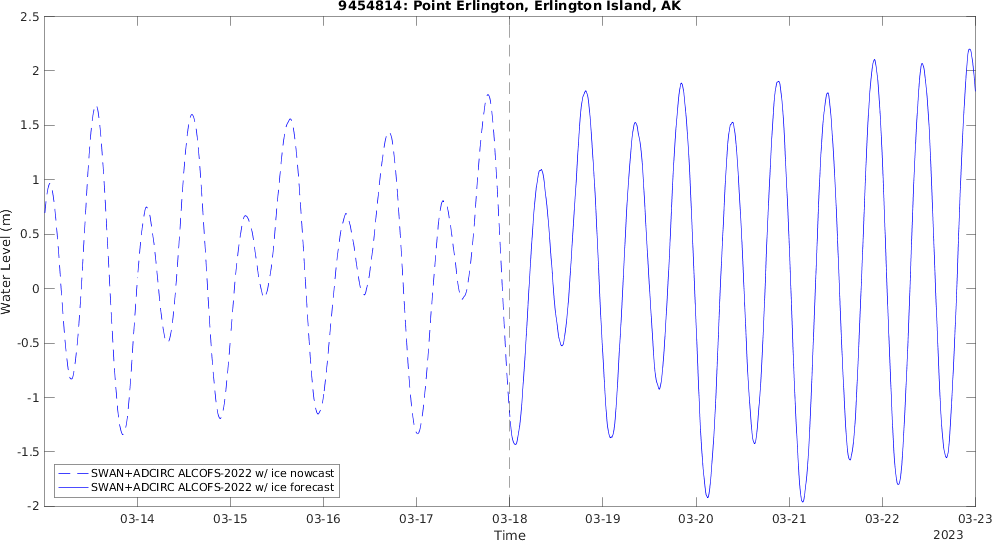 9454814: Point Erlington, Erlington Island, AK
2.5
2
1.5
1
0.5
0
-0.5
-1
-1.5
-2
Water Level (m)
SWAN+ADCIRC ALCOFS-2022 w/ ice nowcast
SWAN+ADCIRC ALCOFS-2022 w/ ice forecast
03-14 03-15 03-16 03-17 03-18 03-19 03-20 03-21 03-22 03-23
Time
2023